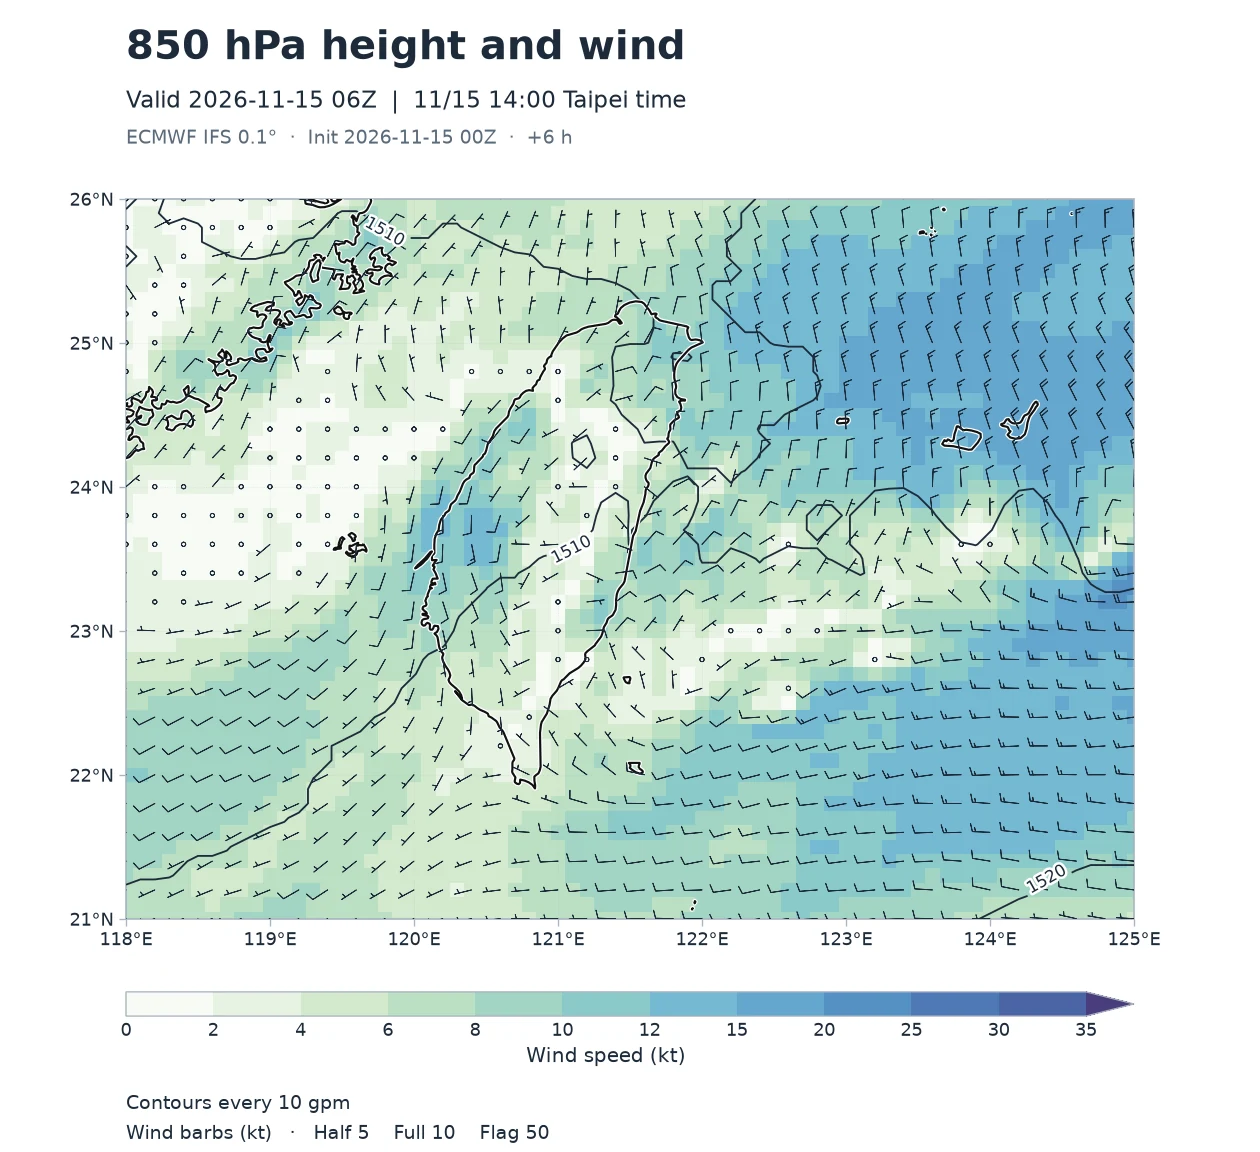 850 hPa height and wind
Valid 2026-11-15 06Z | 11/15 14:00 Taipei time
ECMWF IFS 0.1° · Init 2026-11-15 00Z · +6 h
26°N
25°N
24°N
23°N
22°N
21°N
1510
1510
1520
118°E 119°E 120°E 121°E 122°E 123°E 124°E 125°E
0 2 4 6 8 10 12 15 20 25 30 35
Wind speed (kt)
Contours every 10 gpm
Wind barbs (kt) · Half 5 Full 10 Flag 50